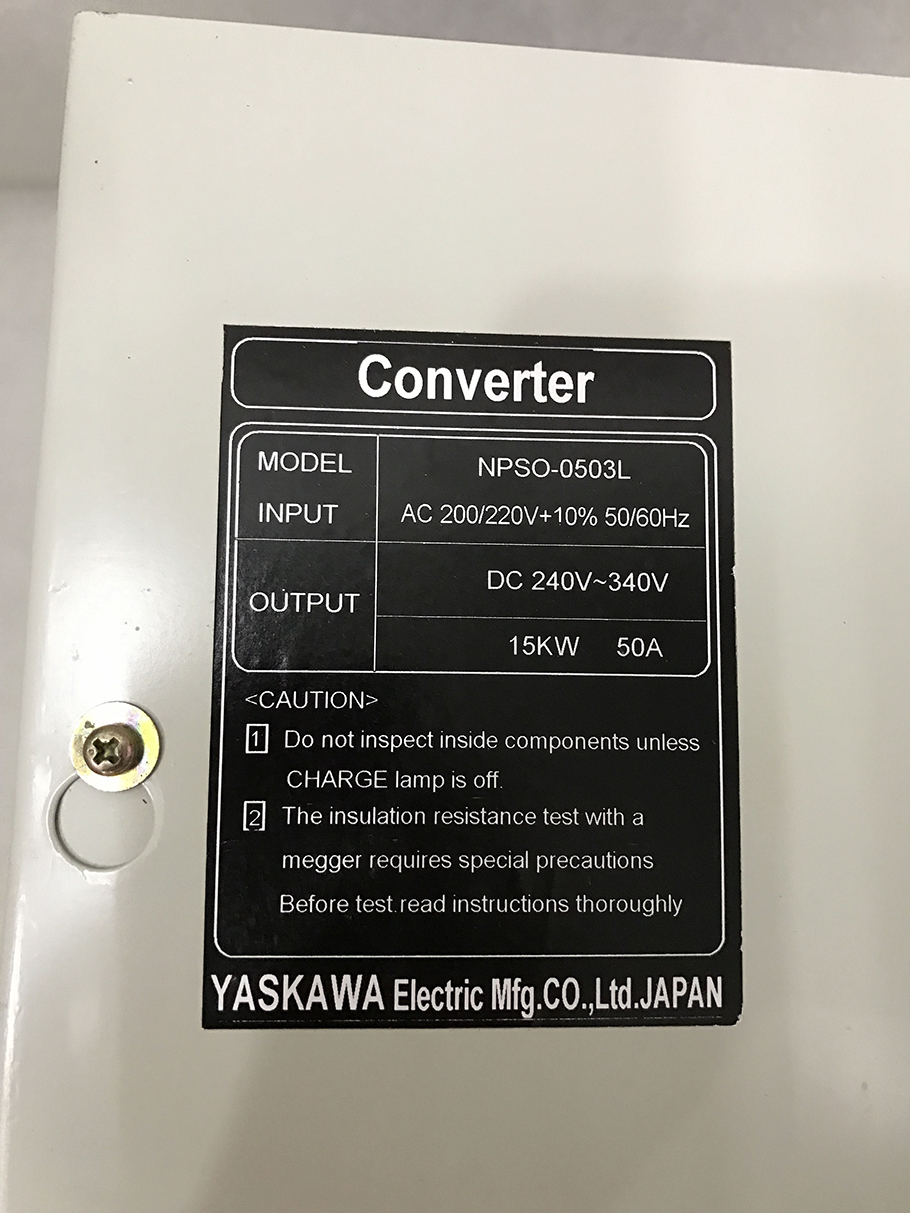 Converter
MODEL NPSO-0503L
INPUT AC 200/220V+10% 50/60Hz
OUTPUT DC 240V~340V
15KW 50A
<CAUTION>
1 Do not inspect inside components unless
CHARGE lamp is off.
2 The insulation resistance test with a
megger requires special precautions
Before test.read instructions thoroughly
YASKAWA Electric Mfg.CO.,Ltd.JAPAN